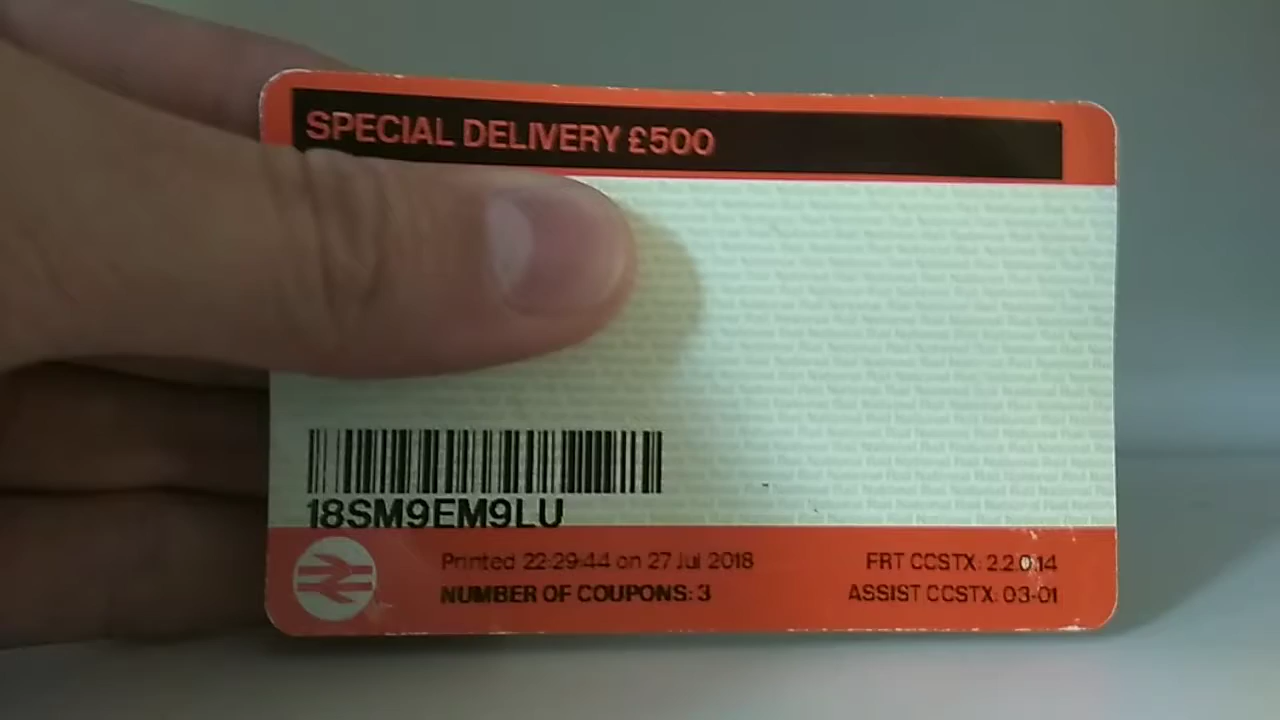 SPECIAL DELIVERY £500
18SM9EM9LU
Printed 22:29:44 on 27 Jul 2018
FRT CCSTX: 2.2.0.14
NUMBER OF COUPONS: 3
ASSIST CCSTX: 03-01